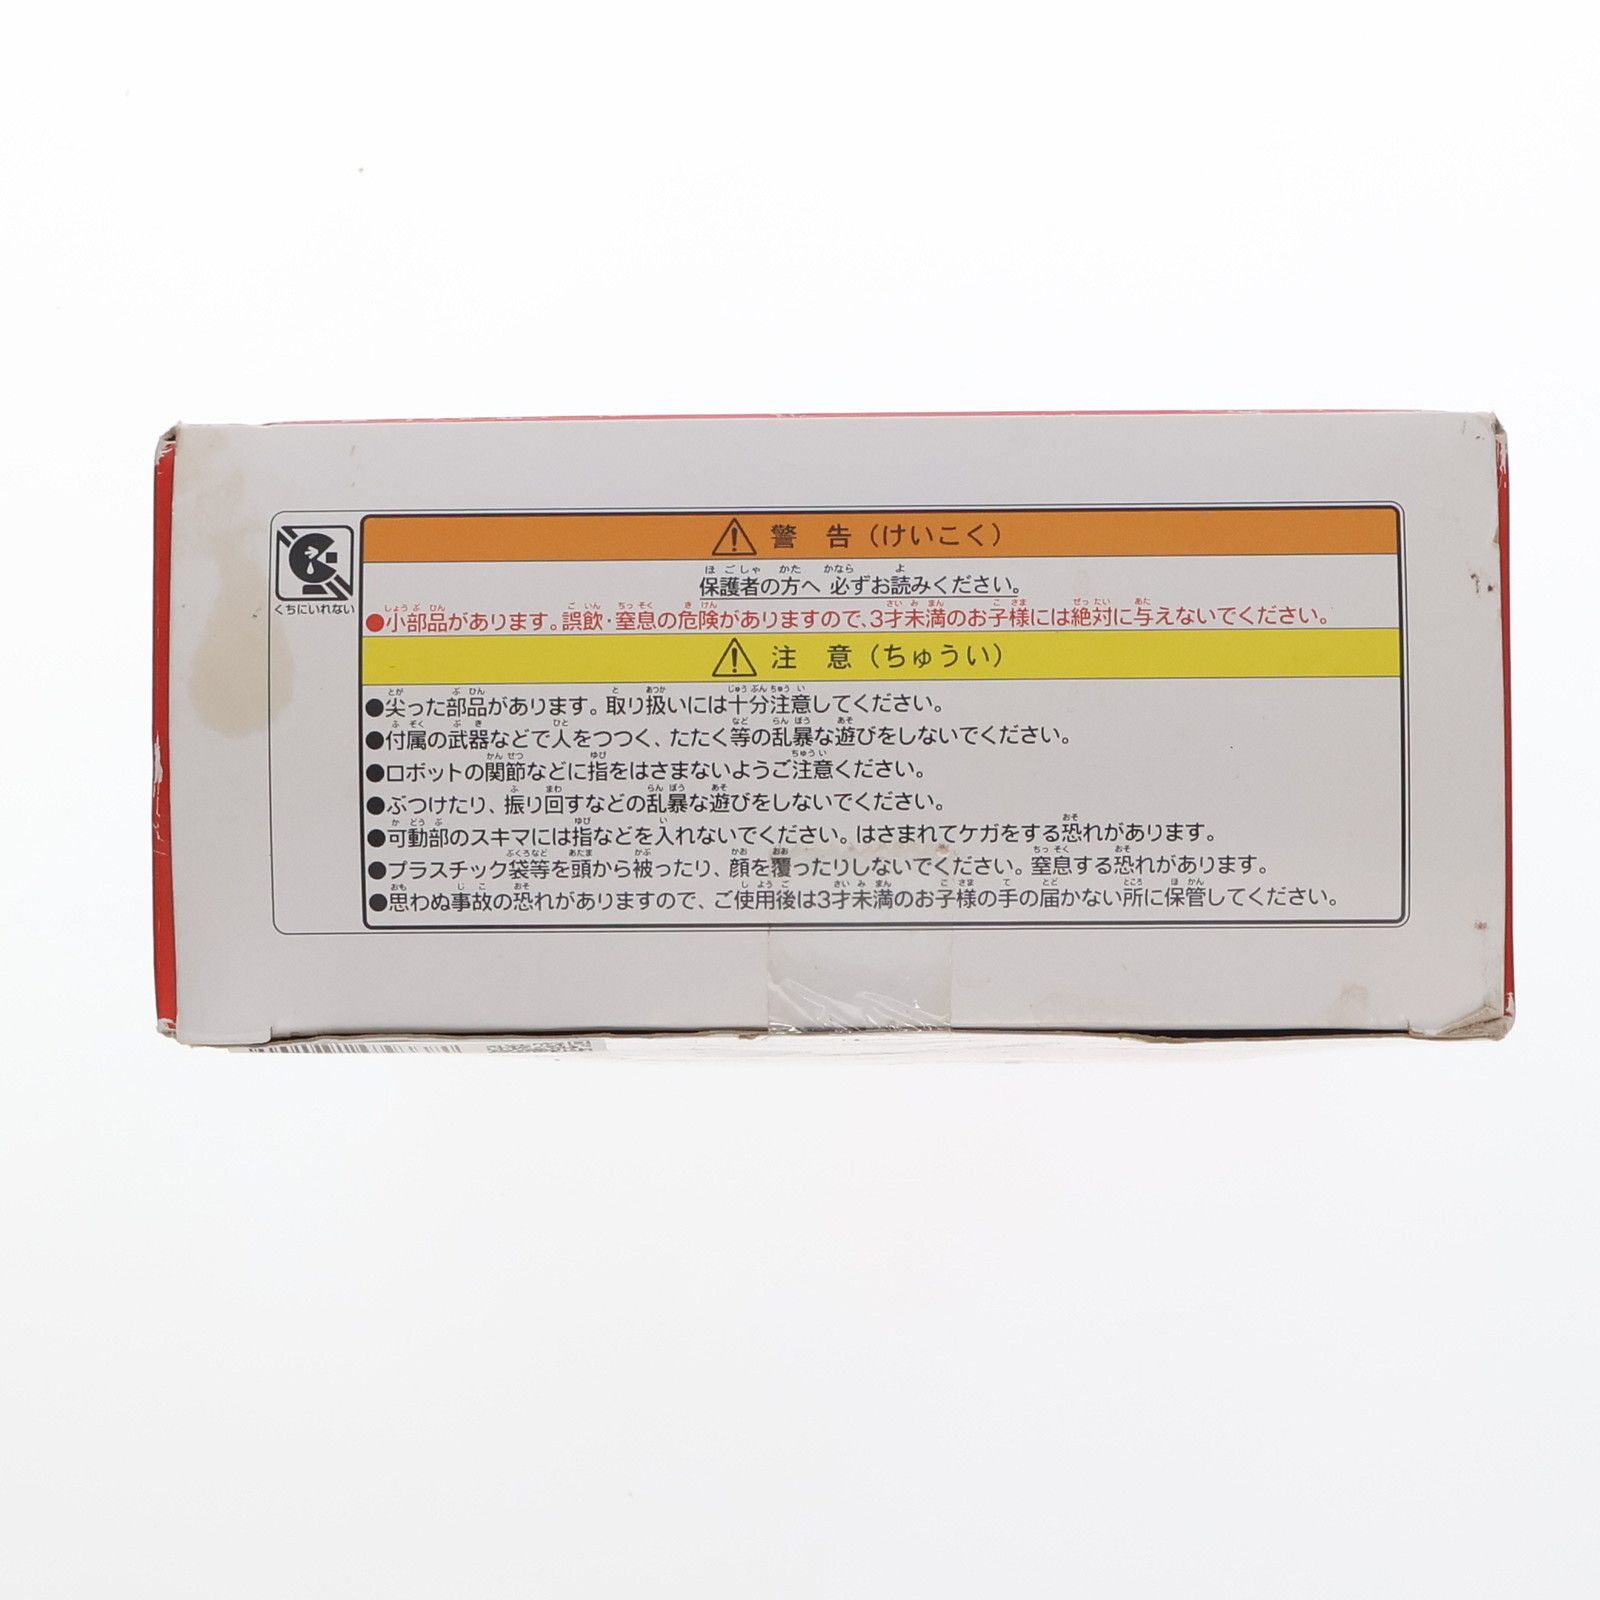 くちにいれない
警 告（けいこく）
保護者の方へ 必ずお読みください。
●小部品があります。誤飲・窒息の危険がありますので、3才未満のお子様には絶対に与えないでください。
注 意（ちゅうい）
●尖った部品があります。取り扱いには十分注意してください。
●付属の武器などで人をつつく、たたく等の乱暴な遊びをしないでください。
●ロボットの関節などに指をはさまないようご注意ください。
●ぶつけたり、振り回すなどの乱暴な遊びをしないでください。
●可動部のスキマには指などを入れないでください。はさまれてケガをする恐れがあります。
●プラスチック袋等を頭から被ったり、顔を覆ったりしないでください。窒息する恐れがあります。
●思わぬ事故の恐れがありますので、ご使用後は3才未満のお子様の手の届かない所に保管してください。